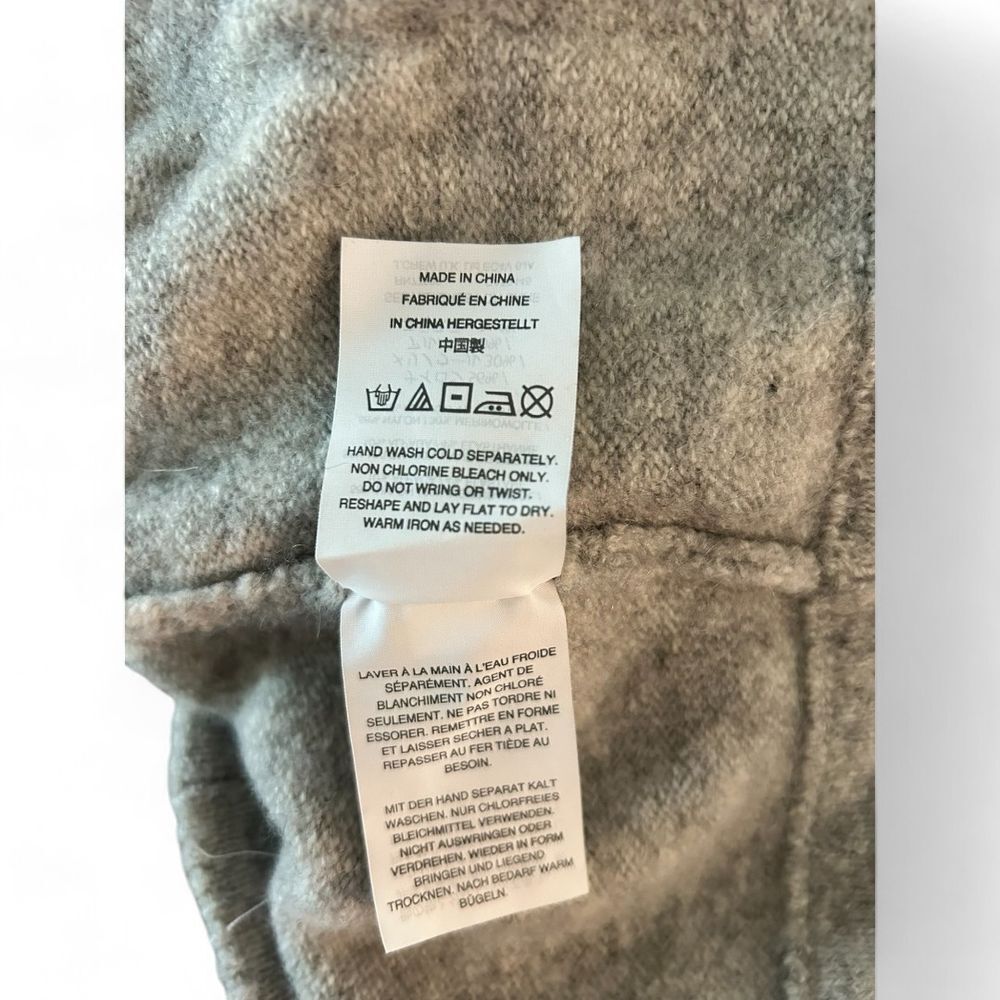 MADE IN CHINA
FABRIQUÉ EN CHINE
IN CHINA HERGESTELLT
中国製
HAND WASH COLD SEPARATELY.
NON CHLORINE BLEACH ONLY.
DO NOT WRING OR TWIST.
RESHAPE AND LAY FLAT TO DRY.
WARM IRON AS NEEDED.
LAVER À LA MAIN À L'EAU FROIDE
SÉPARÉMENT. AGENT DE
BLANCHIMENT NON CHLORÉ
SEULEMENT. NE PAS TORDRE NI
ESSORER. REMETTRE EN FORME
ET LAISSER SECHER A PLAT.
REPASSER AU FER TIÈDE AU
BESOIN.
MIT DER HAND SEPARAT KALT
WASCHEN. NUR CHLORFREIES
BLEICHMITTEL VERWENDEN.
NICHT AUSWRINGEN ODER
VERDREHEN. WIEDER IN FORM
BRINGEN UND LIEGEND
TROCKNEN. NACH BEDARF WARM
BÜGELN.